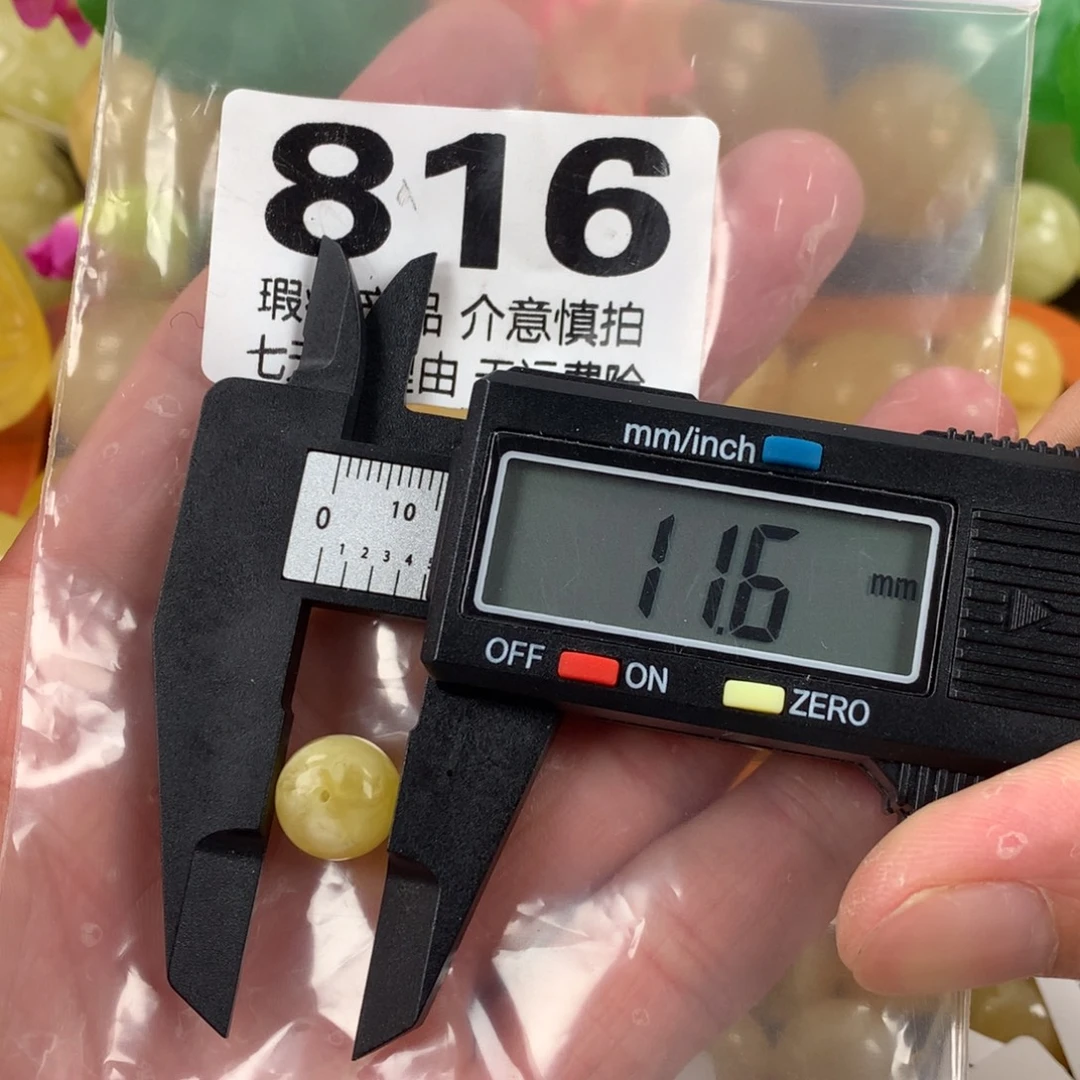 816
瑕 品 介意慎拍
七 由
mm/inch
0 10
1 2 3 4
11.6 mm
OFF ON ZERO